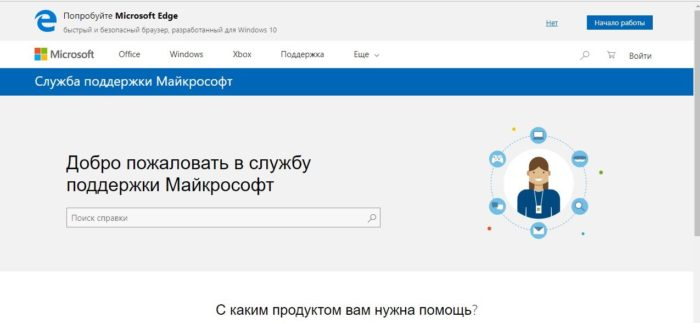 Попробуйте Microsoft Edge
быстрый и безопасный браузер, разработанный для Windows 10
Нет
Начало работы
Microsoft Office Windows Xbox Поддержка Еще Войти
Служба поддержки Майкрософт
Добро пожаловать в службу
поддержки Майкрософт
Поиск справки
С каким продуктом вам нужна помощь?